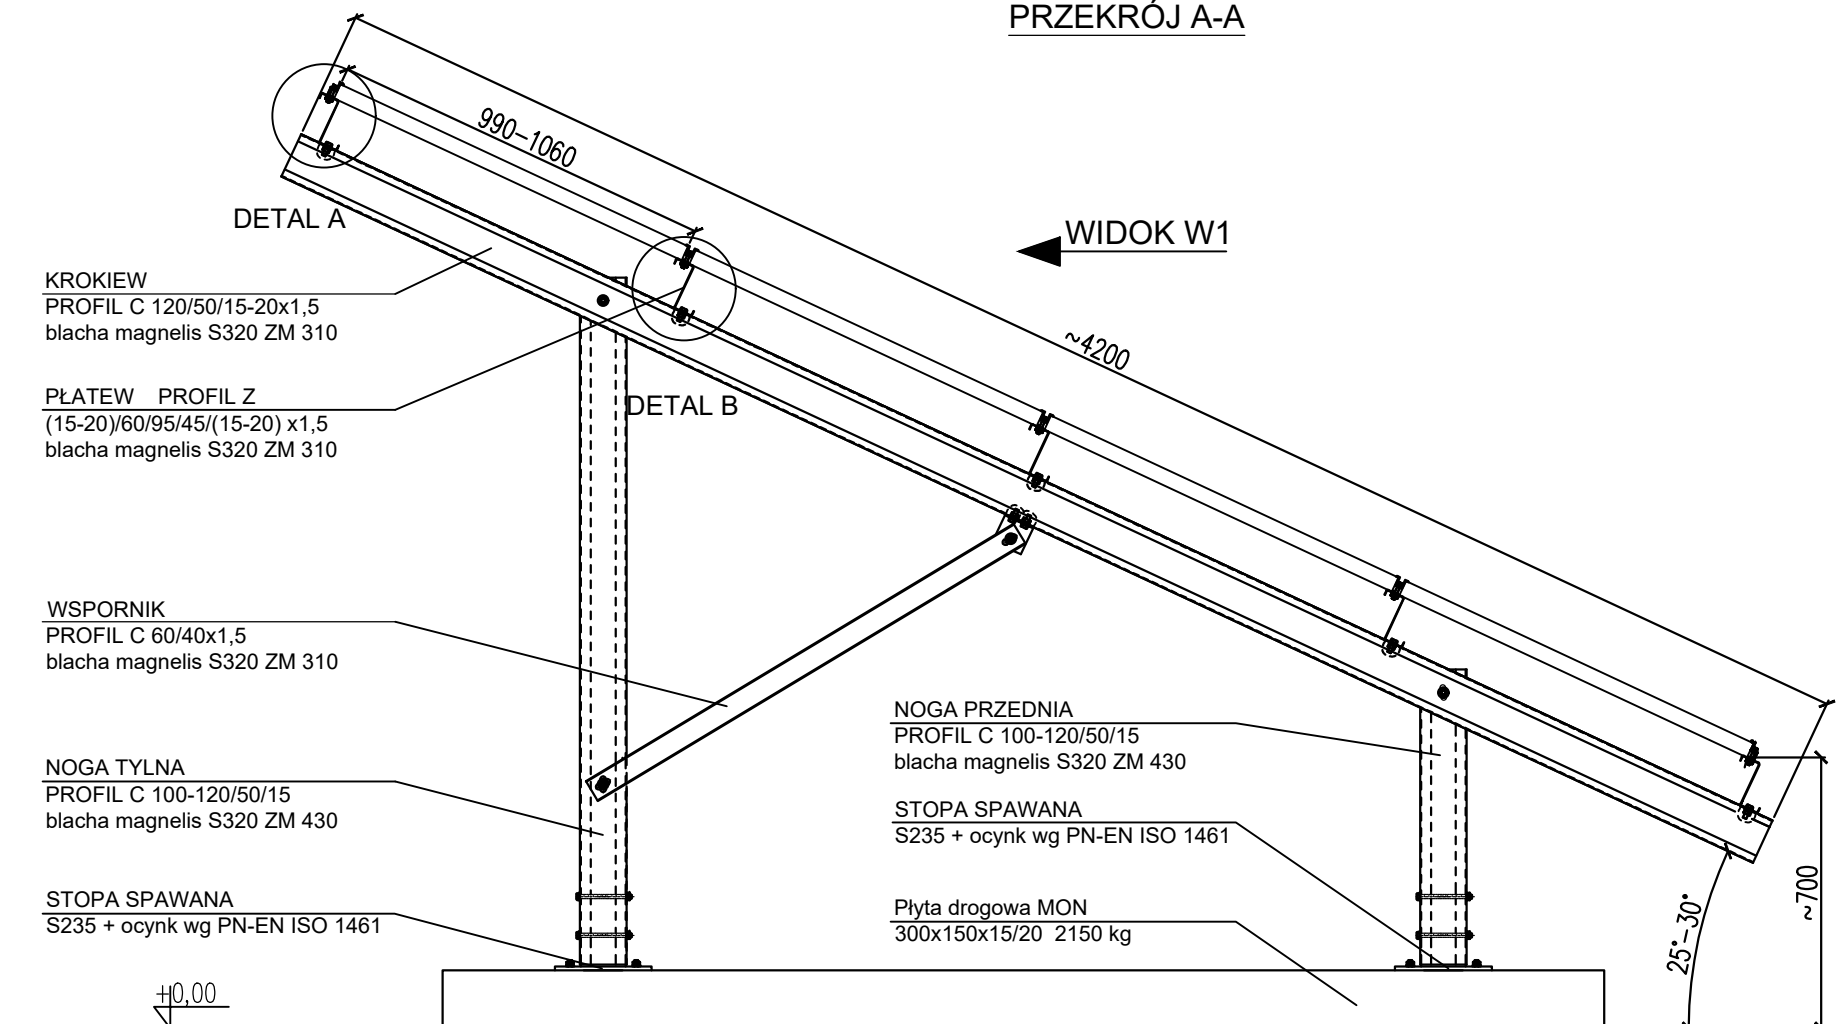 PRZEKRÓJ A-A
990-1060
DETAL A
WIDOK W1
KROKIEW
PROFIL C 120/50/15-20x1,5
blacha magnelis S320 ZM 310
~4200
PŁATEW PROFIL Z
(15-20)/60/95/45/(15-20) x1,5
blacha magnelis S320 ZM 310
DETAL B
WSPORNIK
PROFIL C 60/40x1,5
blacha magnelis S320 ZM 310
NOGA PRZEDNIA
PROFIL C 100-120/50/15
blacha magnelis S320 ZM 430
NOGA TYLNA
PROFIL C 100-120/50/15
blacha magnelis S320 ZM 430
STOPA SPAWANA
S235 + ocynk wg PN-EN ISO 1461
STOPA SPAWANA
S235 + ocynk wg PN-EN ISO 1461
Płyta drogowa MON
300x150x15/20 2150 kg
~700
25°-30°
+0,00